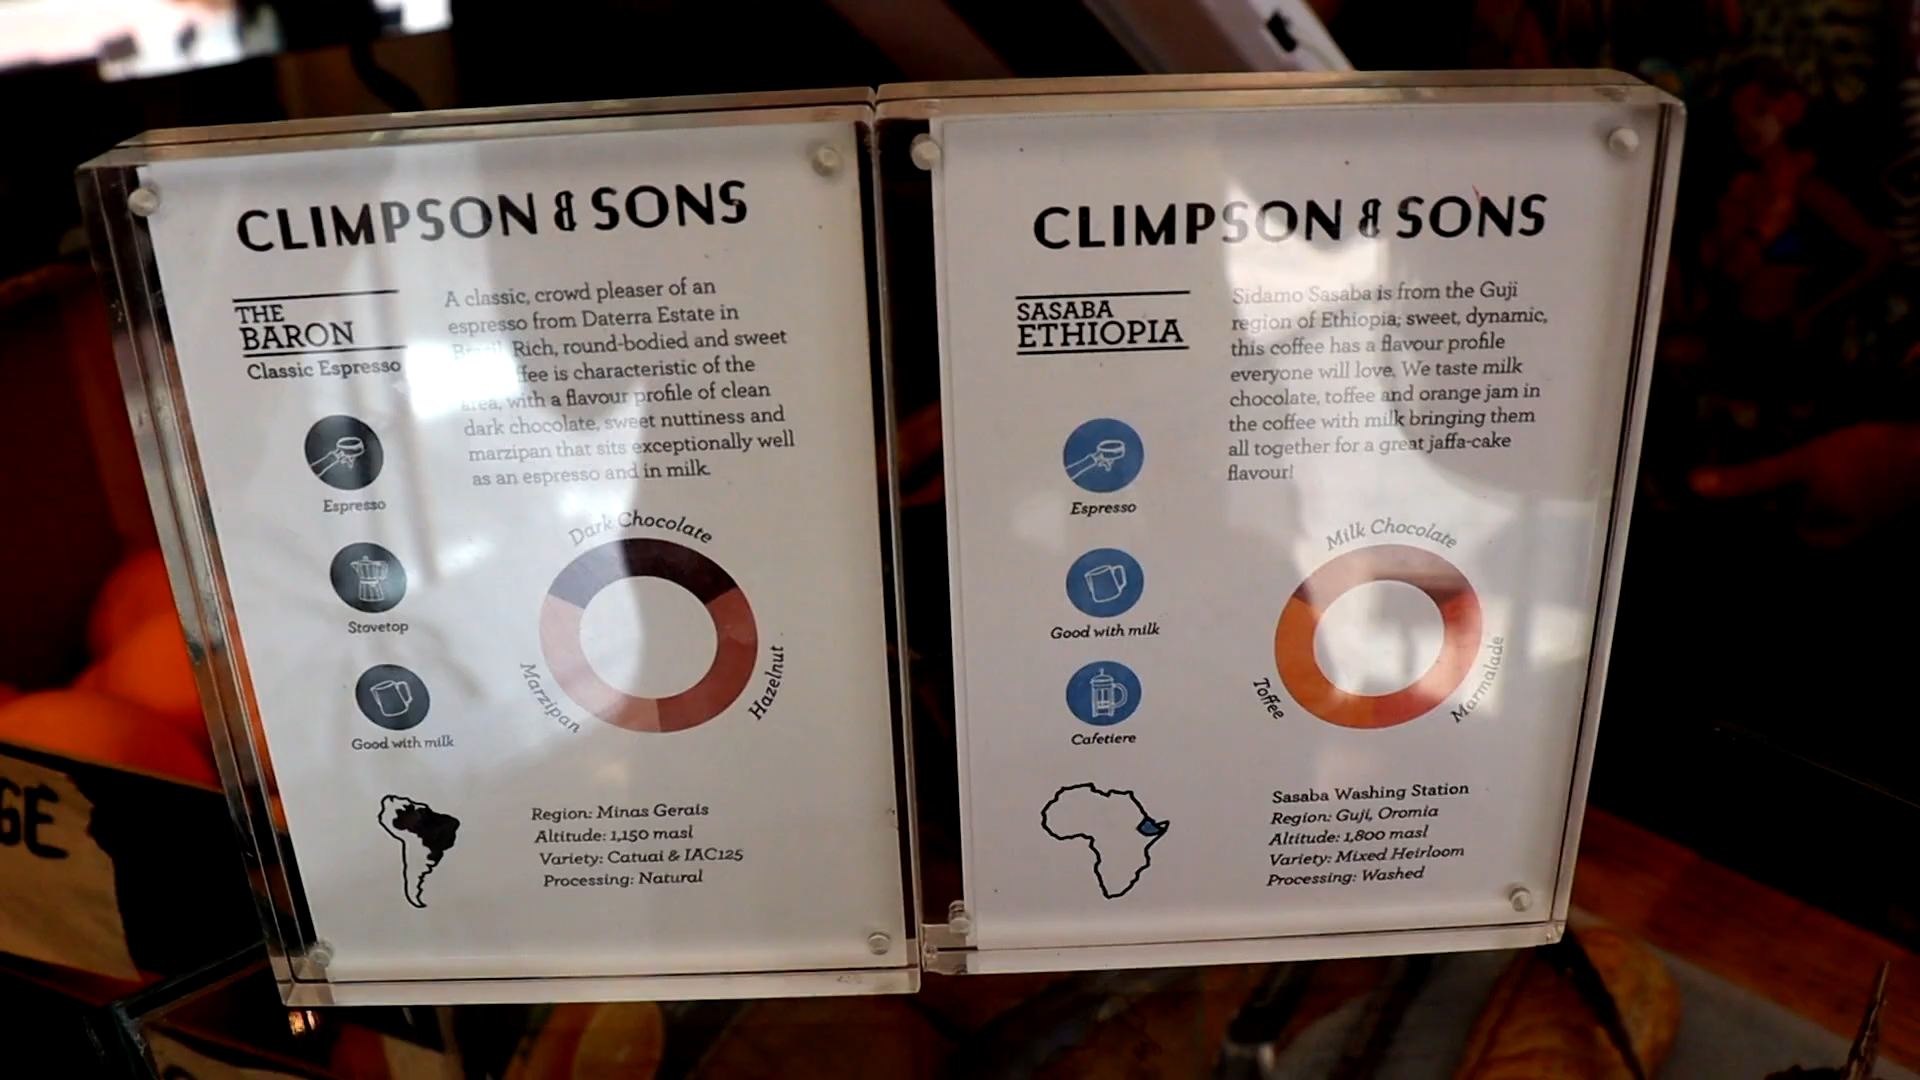 CLIMPSON & SONS
THE
BARON
Classic Espresso
A classic, crowd pleaser of an
espresso from Daterra Estate in
Rich, round-bodied and sweet
is characteristic of the
area, with a flavour profile of clean
dark chocolate, sweet nuttiness and
marzipan that sits exceptionally well
as an espresso and in milk.
Espresso
Stovetop
Good with milk
Dark Chocolate
Hazelnut
Marzipan
Region: Minas Gerais
Altitude: 1,150 masl
Variety: Catuai & IAC125
Processing: Natural
CLIMPSON & SONS
SASABA
ETHIOPIA
Sidamo Sasaba is from the Guji
region of Ethiopia; sweet, dynamic,
this coffee has a flavour profile
everyone will love. We taste milk
chocolate, toffee and orange jam in
the coffee with milk bringing them
all together for a great jaffa-cake
flavour!
Espresso
Good with milk
Cafetiere
Milk Chocolate
Marmalade
Toffee
Sasaba Washing Station
Region: Guji, Oromia
Altitude: 1,800 masl
Variety: Mixed Heirloom
Processing: Washed